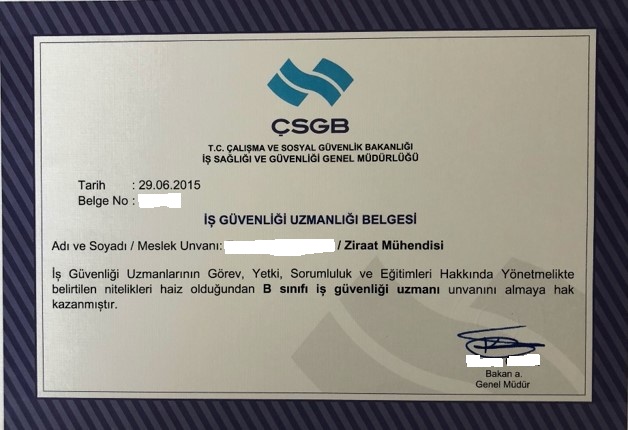 ÇSGB
T.C. ÇALIŞMA VE SOSYAL GÜVENLİK BAKANLIĞI
İŞ SAĞLIĞI VE GÜVENLİĞİ GENEL MÜDÜRLÜĞÜ
Tarih : 29.06.2015
Belge No :
İŞ GÜVENLİĞİ UZMANLIĞI BELGESİ
Adı ve Soyadı / Meslek Unvanı: / Ziraat Mühendisi
İş Güvenliği Uzmanlarının Görev, Yetki, Sorumluluk ve Eğitimleri Hakkında Yönetmelikte
belirtilen nitelikleri haiz olduğundan B sınıfı iş güvenliği uzmanı unvanını almaya hak
kazanmıştır.
Bakan a.
Genel Müdür